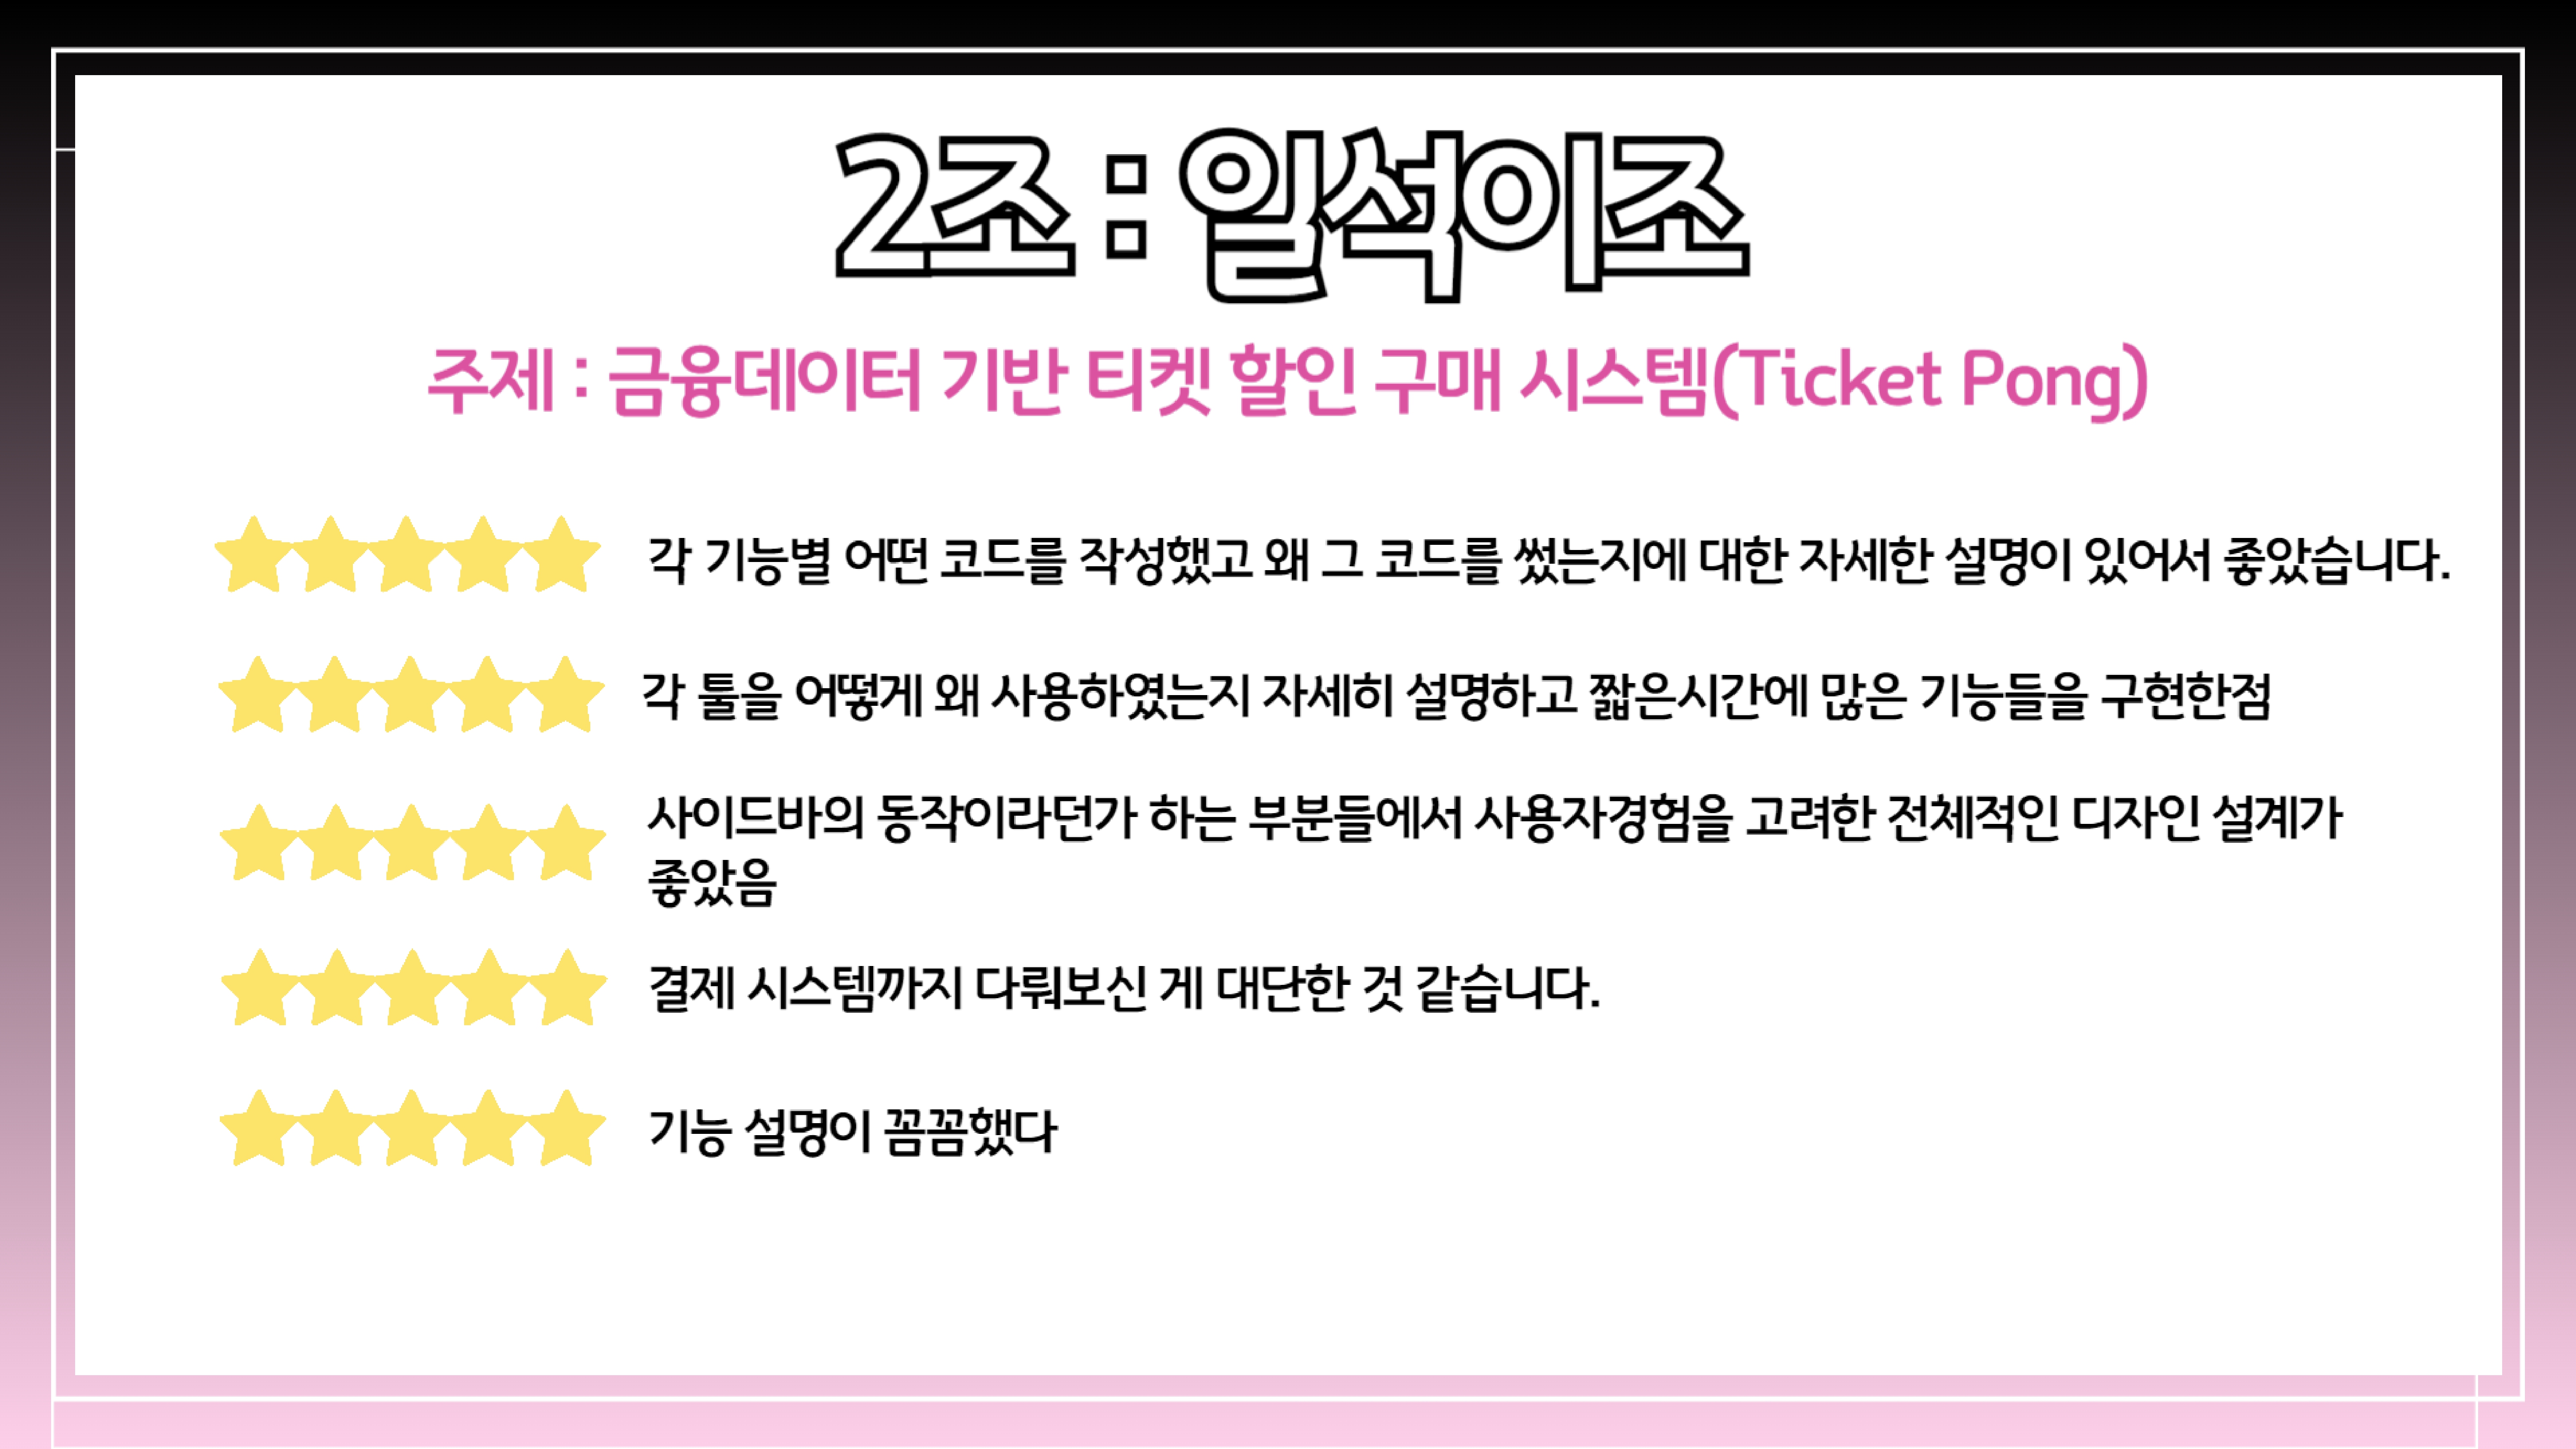 2조 : 일석이조
주제 : 금융데이터 기반 티켓 할인 구매 시스템(Ticket Pong)
각 기능별 어떤 코드를 작성했고 왜 그 코드를 썼는지에 대한 자세한 설명이 있어서 좋았습니다.
각 툴을 어떻게 왜 사용하였는지 자세히 설명하고 짧은시간에 많은 기능들을 구현한점
사이드바의 동작이라던가 하는 부분들에서 사용자경험을 고려한 전체적인 디자인 설계가
좋았음
결제 시스템까지 다뤄보신 게 대단한 것 같습니다.
기능 설명이 꼼꼼했다